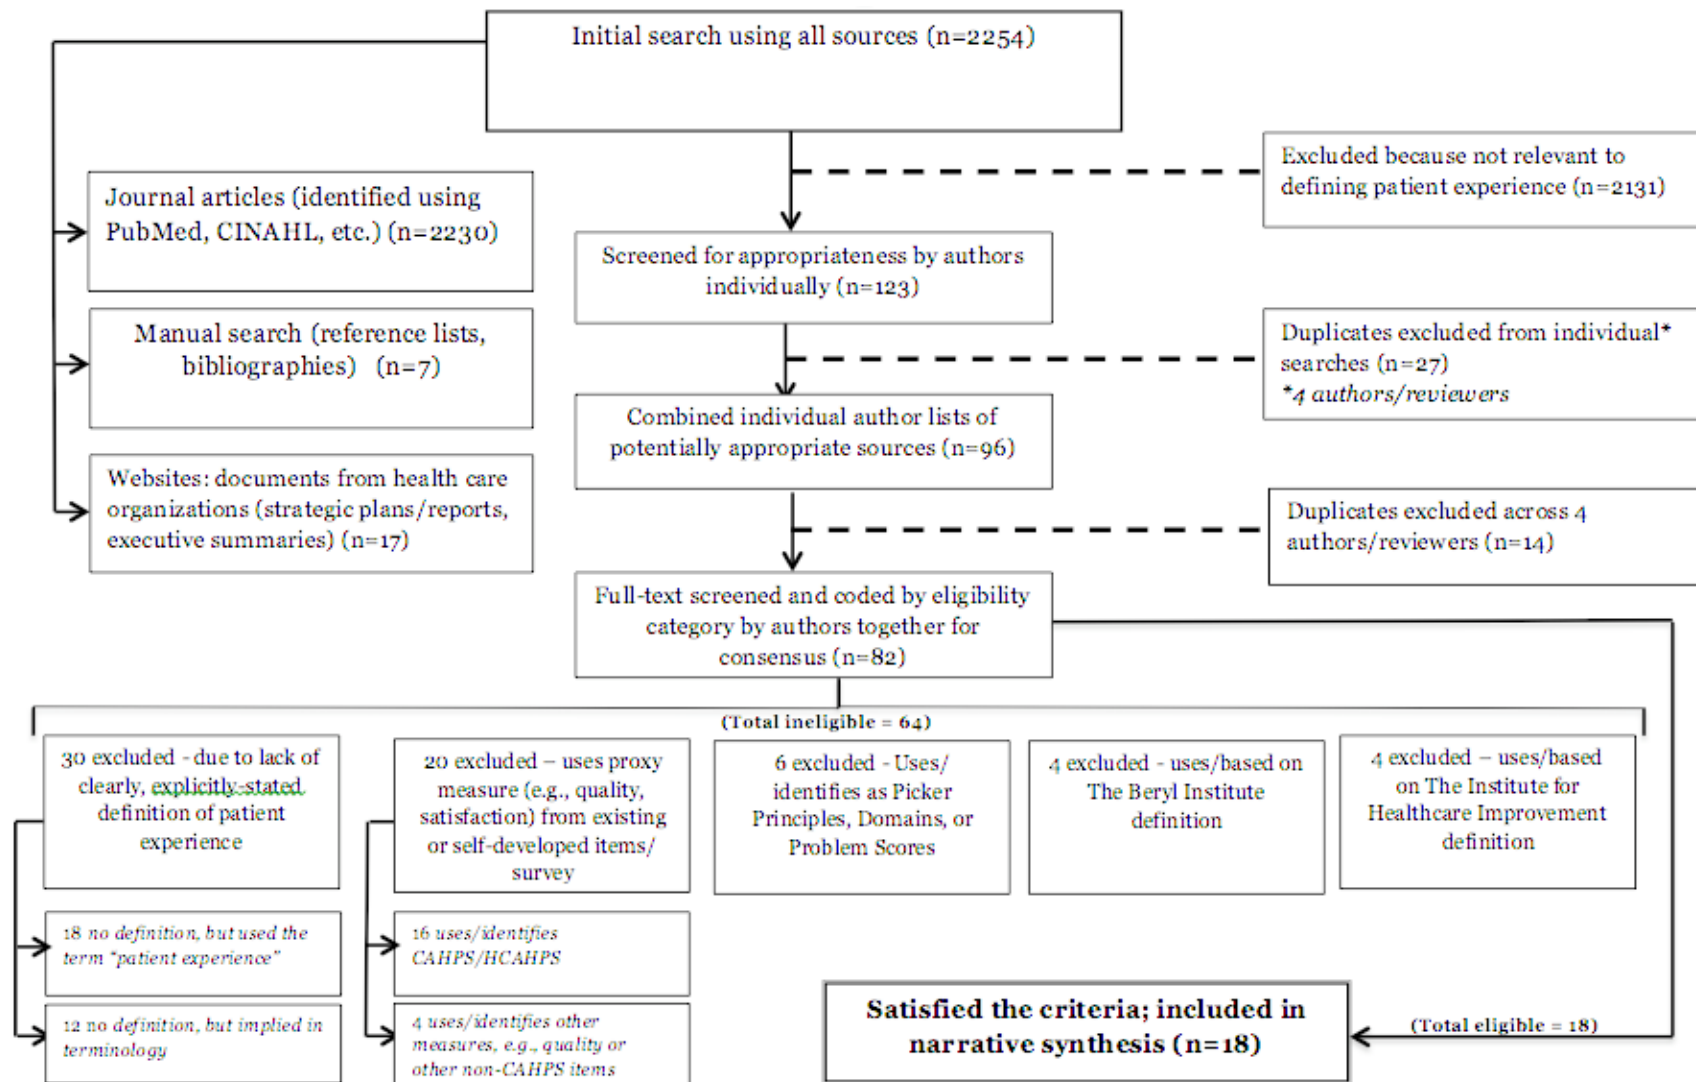 Initial search using all sources (n=2254)
Excluded because not relevant to
defining patient experience (n=2131)
Journal articles (identified using
PubMed, CINAHL, etc.) (n=2230)
Screened for appropriateness by authors
individually (n=123)
Manual search (reference lists,
bibliographies) (n=7)
Duplicates excluded from individual*
searches (n=27)
*4 authors/reviewers
Combined individual author lists of
potentially appropriate sources (n=96)
Websites: documents from health care
organizations (strategic plans/reports,
executive summaries) (n=17)
Duplicates excluded across 4
authors/reviewers (n=14)
Full-text screened and coded by eligibility
category by authors together for
consensus (n=82)
(Total ineligible = 64)
30 excluded - due to lack of
clearly, explicitly-stated
definition of patient
experience
20 excluded – uses proxy
measure (e.g., quality,
satisfaction) from existing
or self-developed items/
survey
6 excluded - Uses/
identifies as Picker
Principles, Domains, or
Problem Scores
4 excluded - uses/based on
The Beryl Institute
definition
4 excluded – uses/based
on The Institute for
Healthcare Improvement
definition
18 no definition, but used the
term “patient experience”
16 uses/identifies
CAHPS/HCAHPS
12 no definition, but implied in
terminology
4 uses/identifies other
measures, e.g., quality or
other non-CAHPS items
Satisfied the criteria; included in
narrative synthesis (n=18)
(Total eligible = 18)